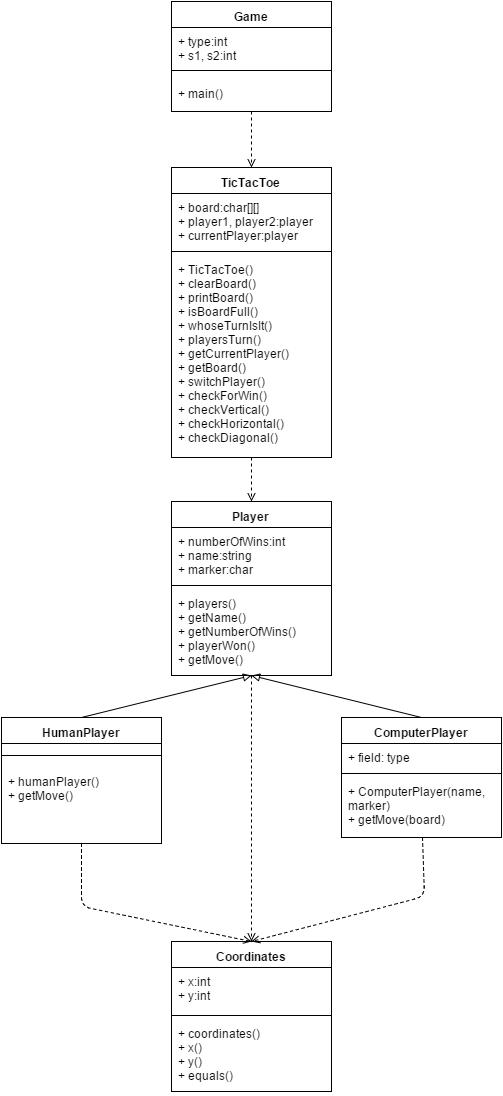 Game
+ type:int
+ s1, s2:int
+ main()
TicTacToe
+ board:char[][]
+ player1, player2:player
+ currentPlayer:player
+ TicTacToe()
+ clearBoard()
+ printBoard()
+ isBoardFull()
+ whoseTurnIsIt()
+ playersTurn()
+ getCurrentPlayer()
+ getBoard()
+ switchPlayer()
+ checkForWin()
+ checkVertical()
+ checkHorizontal()
+ checkDiagonal()
Player
+ numberOfWins:int
+ name:string
+ marker:char
+ players()
+ getName()
+ getNumberOfWins()
+ playerWon()
+ getMove()
HumanPlayer
+ humanPlayer()
+ getMove()
ComputerPlayer
+ field: type
+ ComputerPlayer(name,
marker)
+ getMove(board)
Coordinates
+ x:int
+ y:int
+ coordinates()
+ x()
+ y()
+ equals()